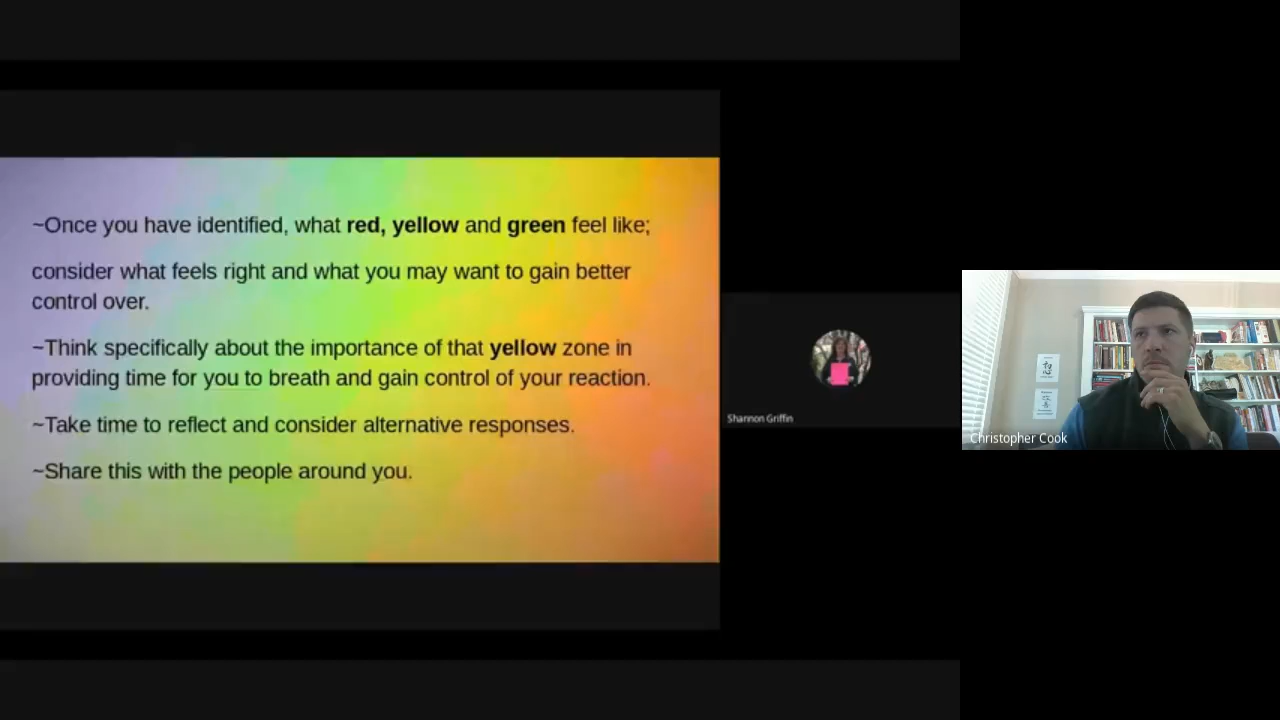 ~Once you have identified, what red, yellow and green feel like;
consider what feels right and what you may want to gain better
control over.
~Think specifically about the importance of that yellow zone in
providing time for you to breath and gain control of your reaction.
~Take time to reflect and consider alternative responses.
~Share this with the people around you.
Shannon Griffin
Christopher Cook